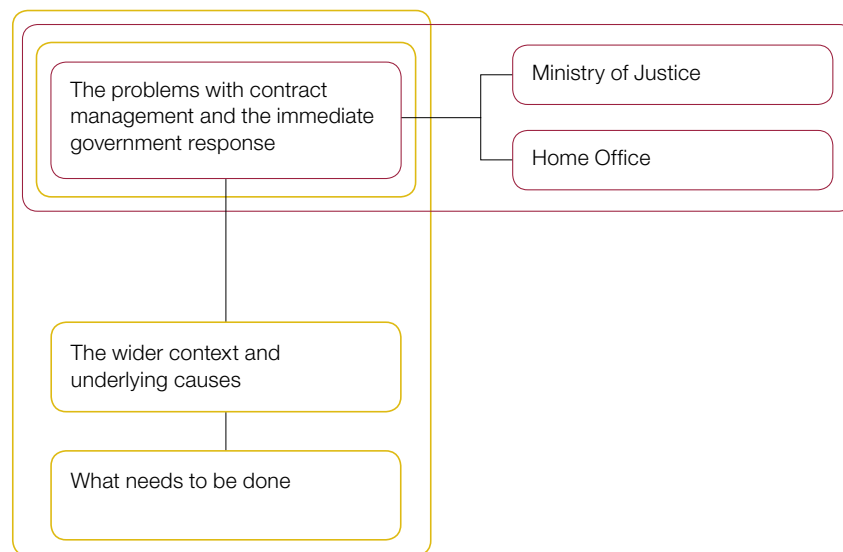 The problems with contract
management and the immediate
government response
Ministry of Justice
Home Office
The wider context and
underlying causes
What needs to be done